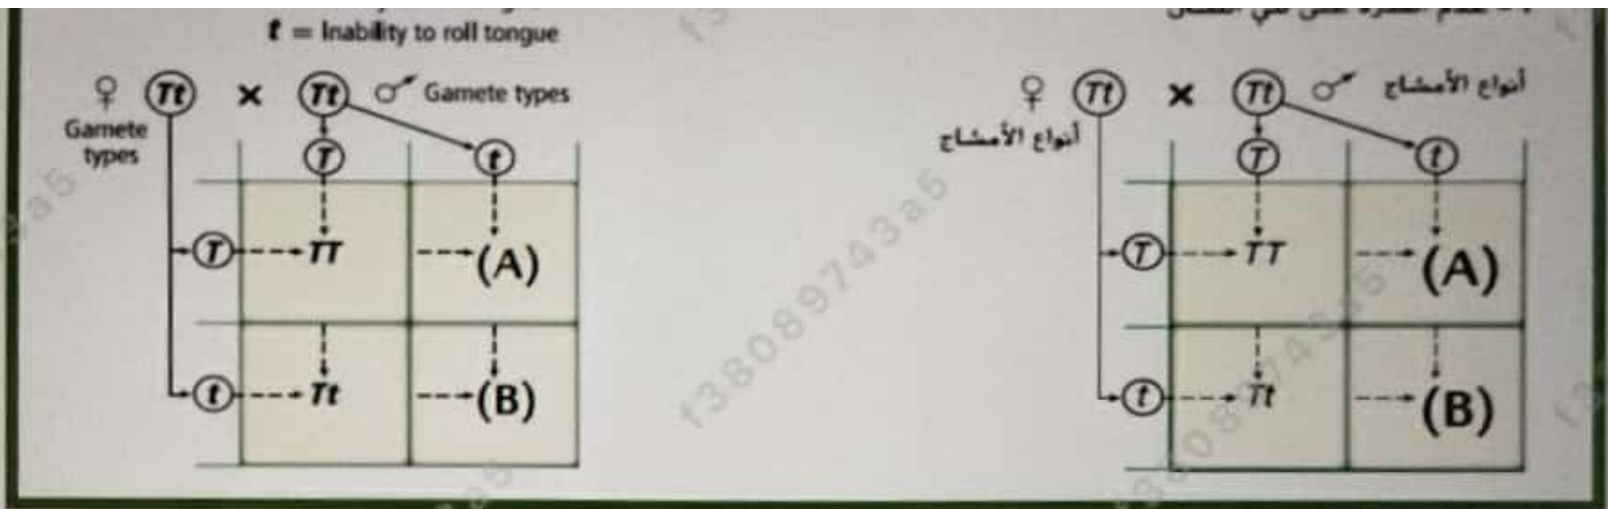 t = Inability to roll tongue
♀ Tt × Tt ♂ Gamete types
Gamete types
T t
T TT (A)
t Tt (B)
♀ Tt × Tt ♂ أنواع الأمشاج
أنواع الأمشاج
T t
T TT (A)
t Tt (B)
f3808979743a5